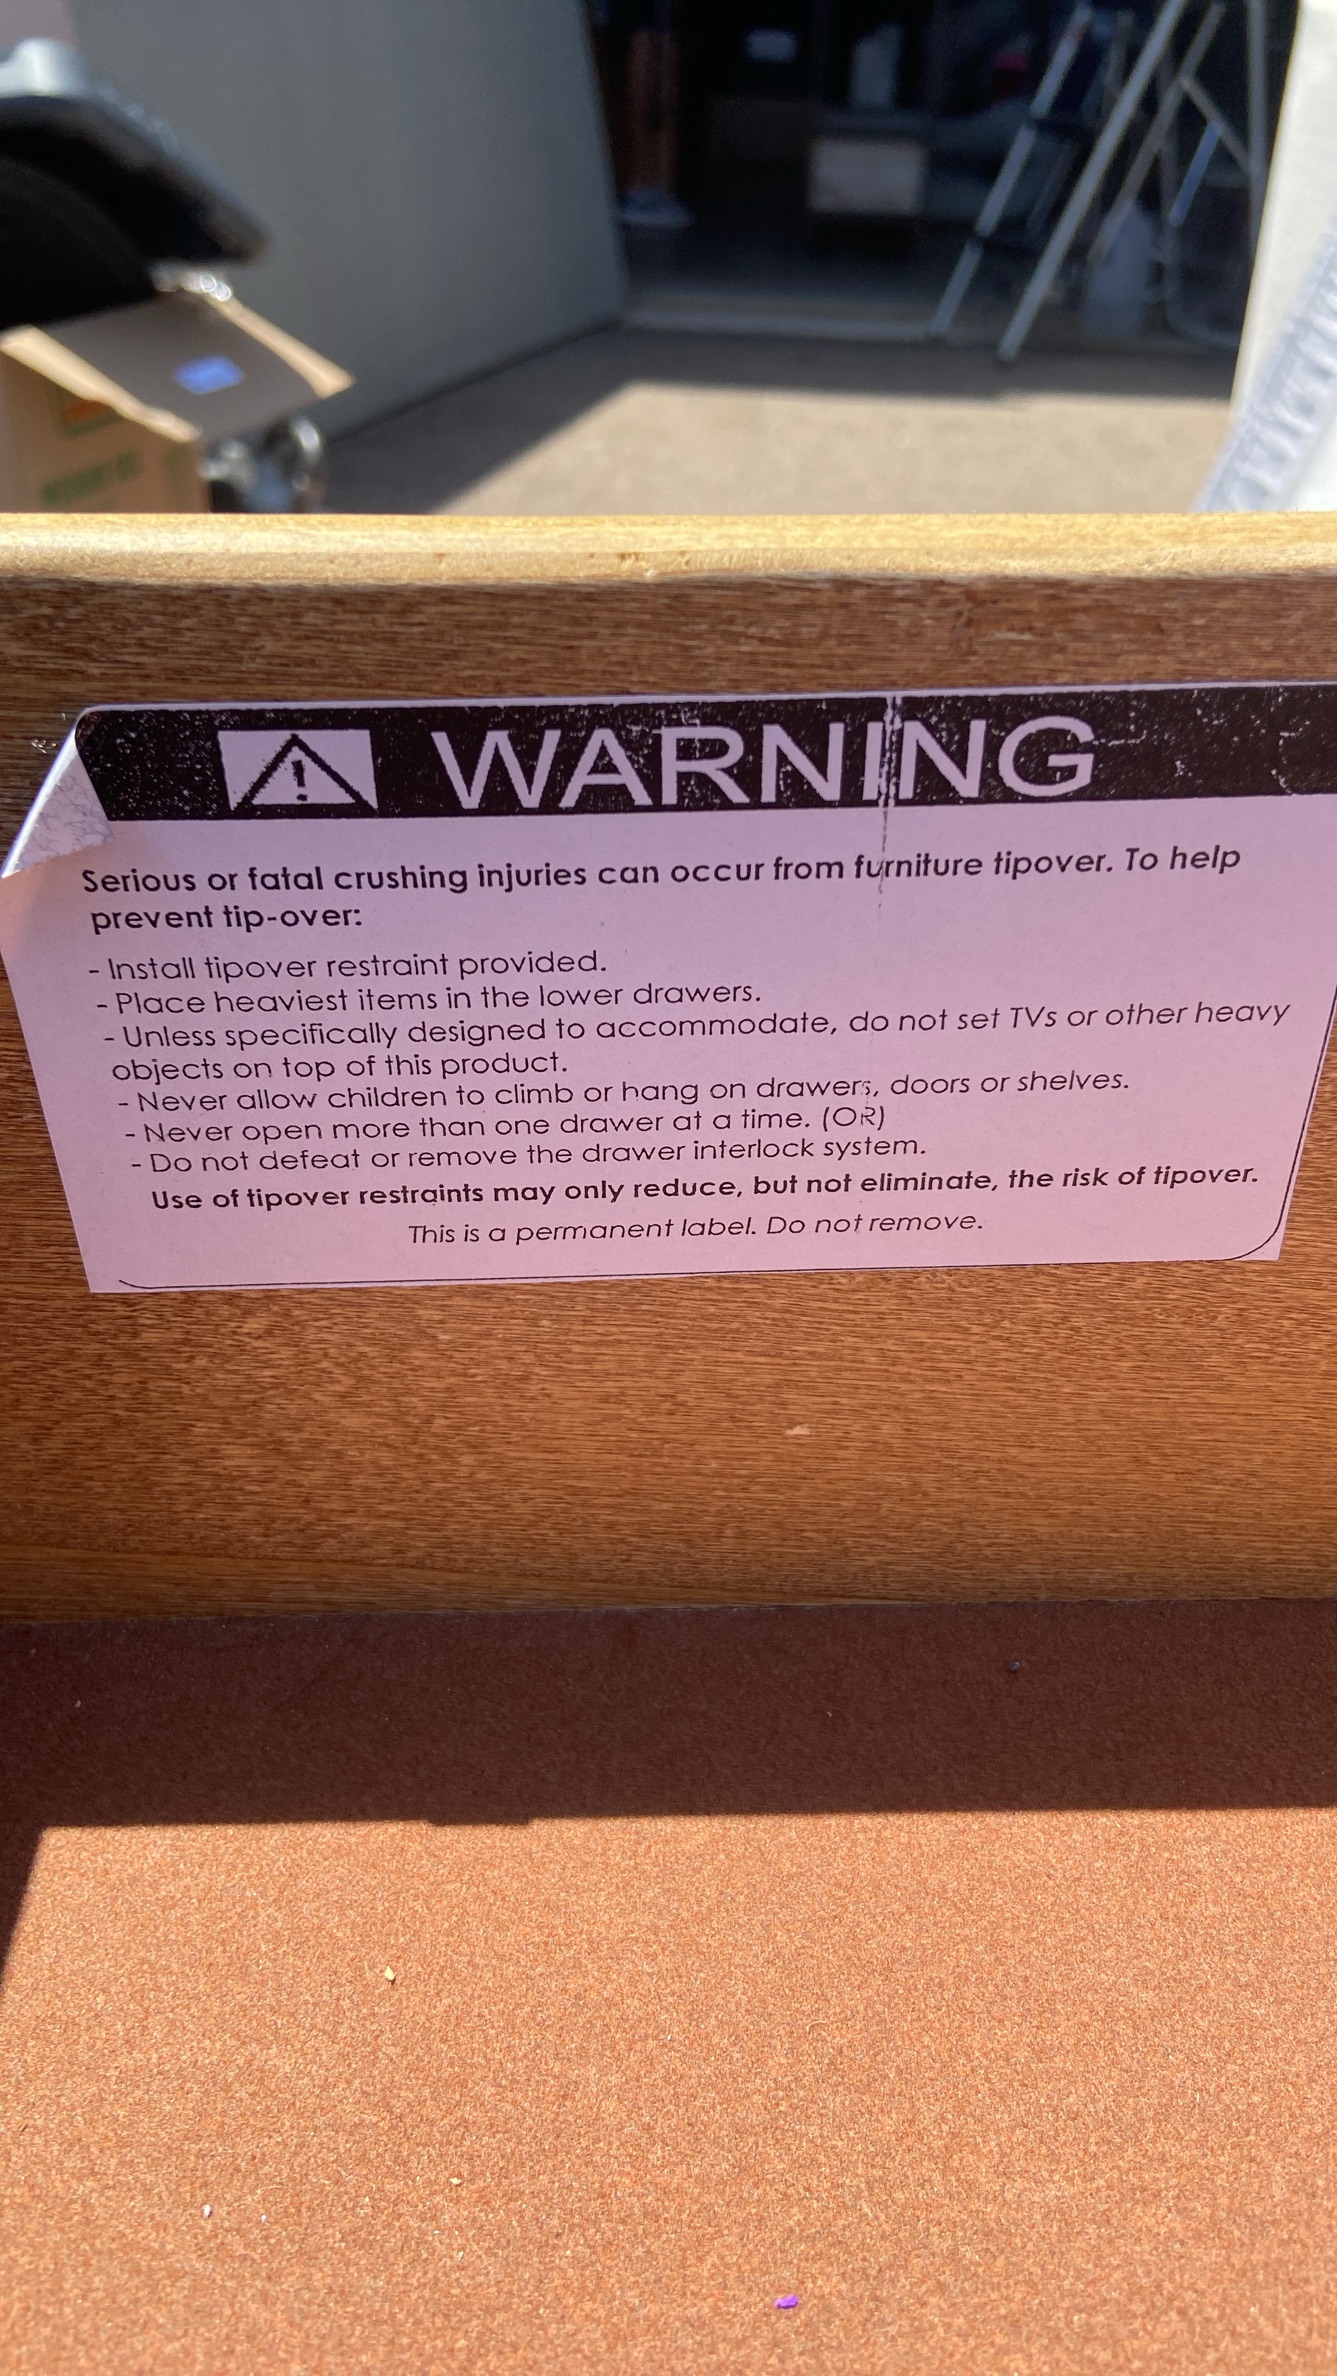 WARNING
Serious or fatal crushing injuries can occur from furniture tipover. To help
prevent tip-over:
- Install tipover restraint provided.
- Place heaviest items in the lower drawers.
- Unless specifically designed to accommodate, do not set TVs or other heavy
objects on top of this product.
- Never allow children to climb or hang on drawers, doors or shelves.
- Never open more than one drawer at a time. (OR)
- Do not defeat or remove the drawer interlock system.
Use of tipover restraints may only reduce, but not eliminate, the risk of tipover.
This is a permanent label. Do not remove.